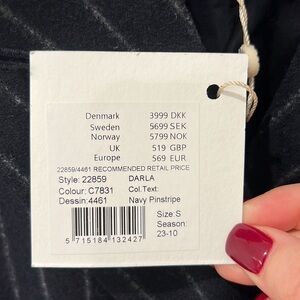 Denmark 3999 DKK
Sweden 5699 SEK
Norway 5799 NOK
UK 519 GBP
Europe 569 EUR
22859/4461 RECOMMENDED RETAIL PRICE
Style: 22859 DARLA
Colour: C7831 Col.Text:
Dessin:4461 Navy Pinstripe
Size:S
Season:
23-10
5 715184 132427